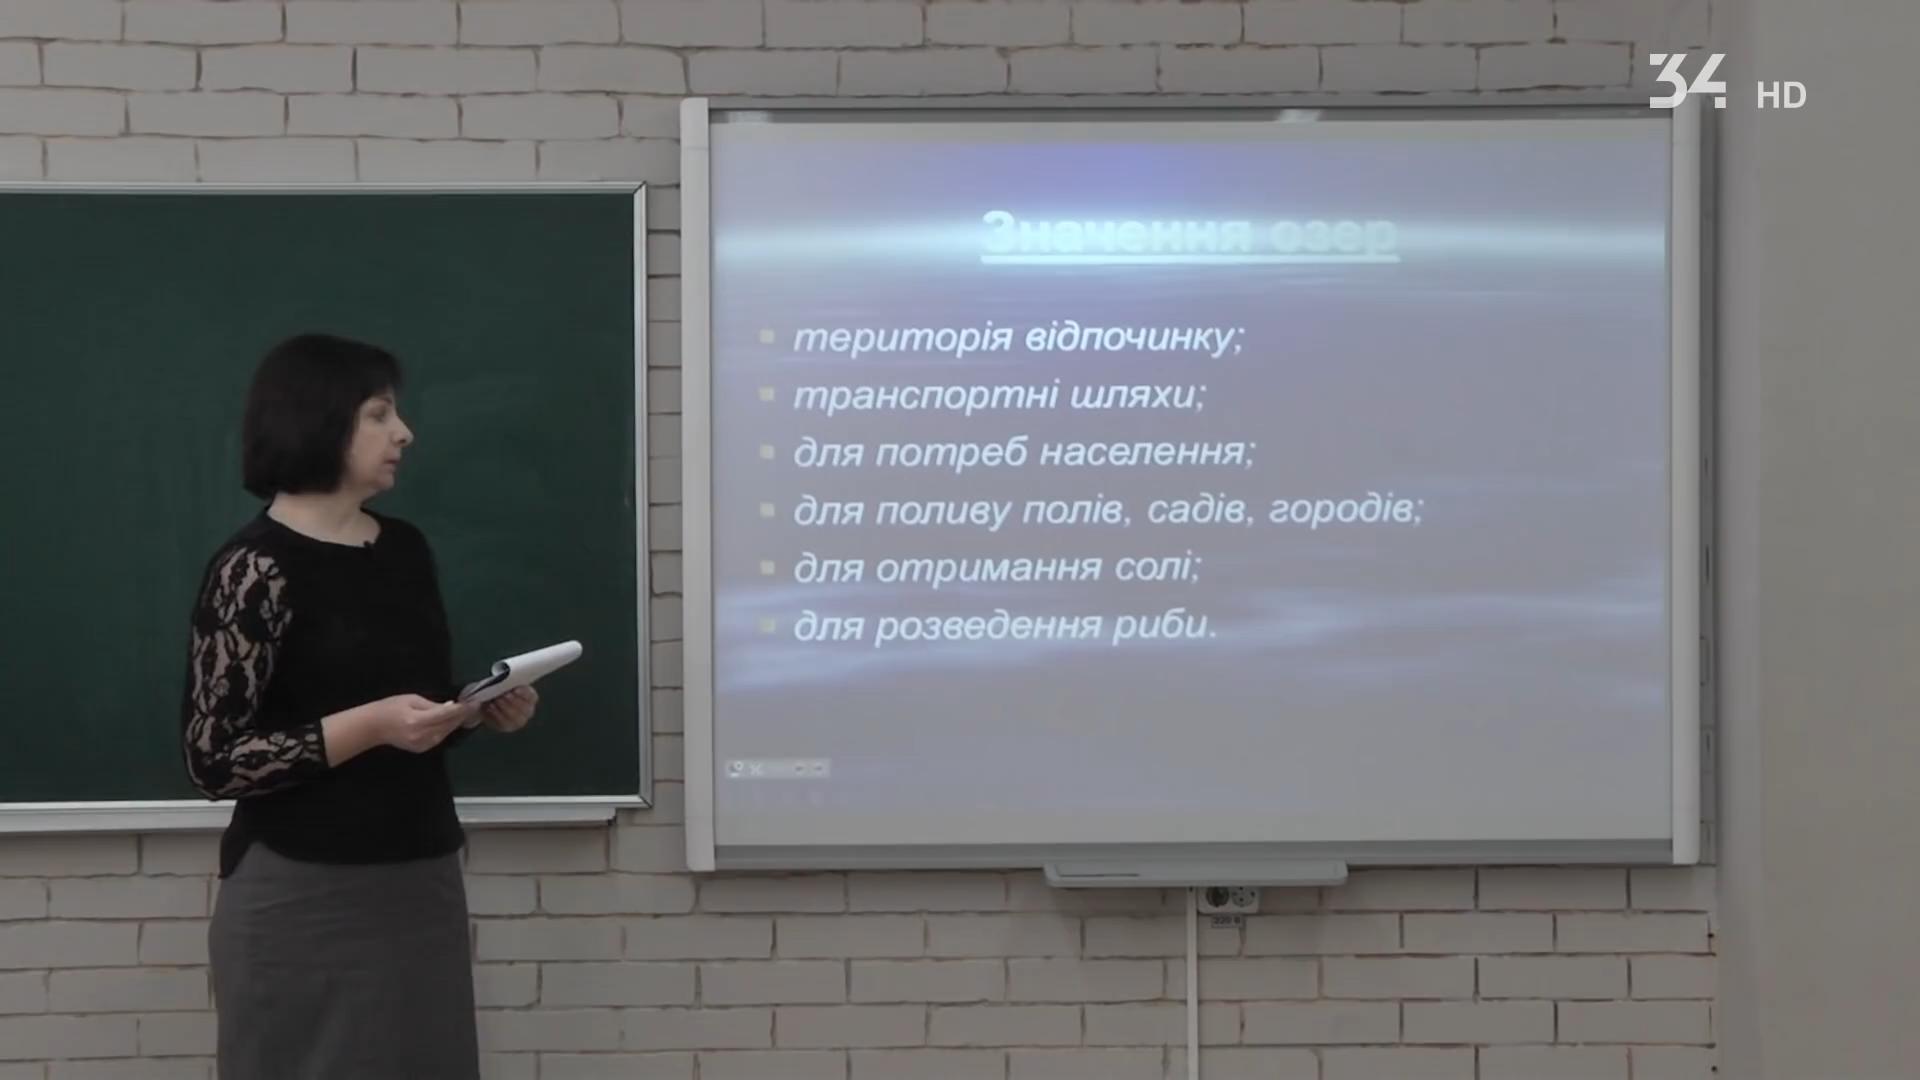 34 HD
Значення озер
територія відпочинку;
транспортні шляхи;
для потреб населення;
для поливу полів, садів, городів;
для отримання солі;
для розведення риби.
220 В